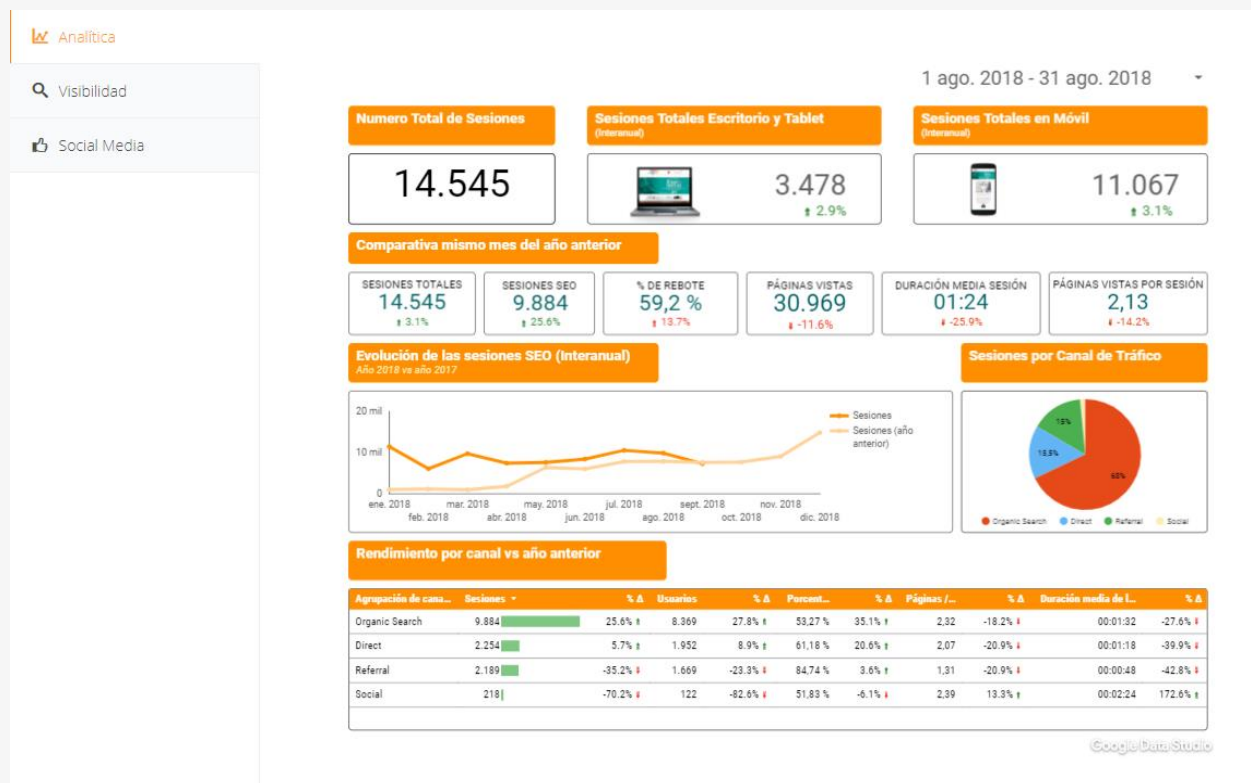 Analítica
Visibilidad
Social Media
1 ago. 2018 - 31 ago. 2018
Numero Total de Sesiones
14.545
Sesiones Totales Escritorio y Tablet
(Interanual)
3.478
2.9%
Sesiones Totales en Móvil
(Interanual)
11.067
3.1%
Comparativa mismo mes del año anterior
SESIONES TOTALES
14.545
3.1%
SESIONES SEO
9.884
25.6%
% DE REBOTE
59,2 %
13.7%
PÁGINAS VISTAS
30.969
-11.6%
DURACIÓN MEDIA SESIÓN
01:24
-25.9%
PÁGINAS VISTAS POR SESIÓN
2,13
-14.2%
Evolución de las sesiones SEO (Interanual)
Año 2018 vs año 2017
20 mil
10 mil
0
ene. 2018 mar. 2018 may. 2018 jul. 2018 sept. 2018 nov. 2018
feb. 2018 abr. 2018 jun. 2018 ago. 2018 oct. 2018 dic. 2018
Sesiones
Sesiones (año
anterior)
Sesiones por Canal de Tráfico
15%
15,5%
68%
Organic Search Direct Referral Social
Rendimiento por canal vs año anterior
Agrupación de cana... Sesiones % Δ Usuarios % Δ Porcent... % Δ Páginas /... % Δ Duración media de l... % Δ
Organic Search 9.884 25.6% 8.369 27.8% 53,27 % 35.1% 2,32 -18.2% 00:01:32 -27.6%
Direct 2.254 5.7% 1.952 8.9% 61,18 % 20.6% 2,07 -20.9% 00:01:18 -39.9%
Referral 2.189 -35.2% 1.669 -23.3% 84,74 % 3.6% 1,31 -20.9% 00:00:48 -42.8%
Social 218 -70.2% 122 -82.6% 51,83 % -6.1% 2,39 13.3% 00:02:24 172.6%
Google Data Studio